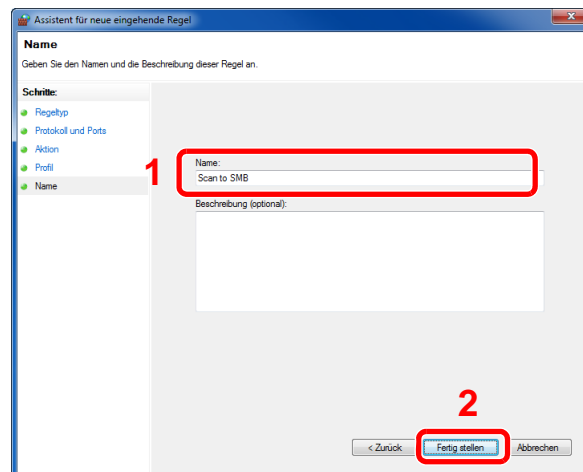 Assistent für neue eingehende Regel
Name
Geben Sie den Namen und die Beschreibung dieser Regel an.
Schritte:
Regeltyp
Protokoll und Ports
Aktion
Profil
Name
1
Name:
Scan to SMB
Beschreibung (optional):
2
< Zurück
Fertig stellen
Abbrechen